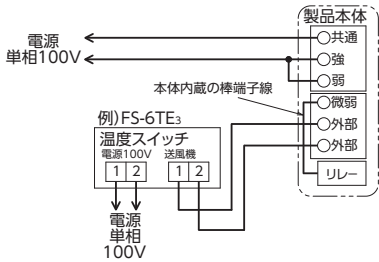 製品本体
電源
単相100V
共通
強
弱
本体内蔵の棒端子線
微弱
外部
外部
リレー
例)FS-6TE3
温度スイッチ
電源100V 送風機
1 2 1 2
電源
単相
100V